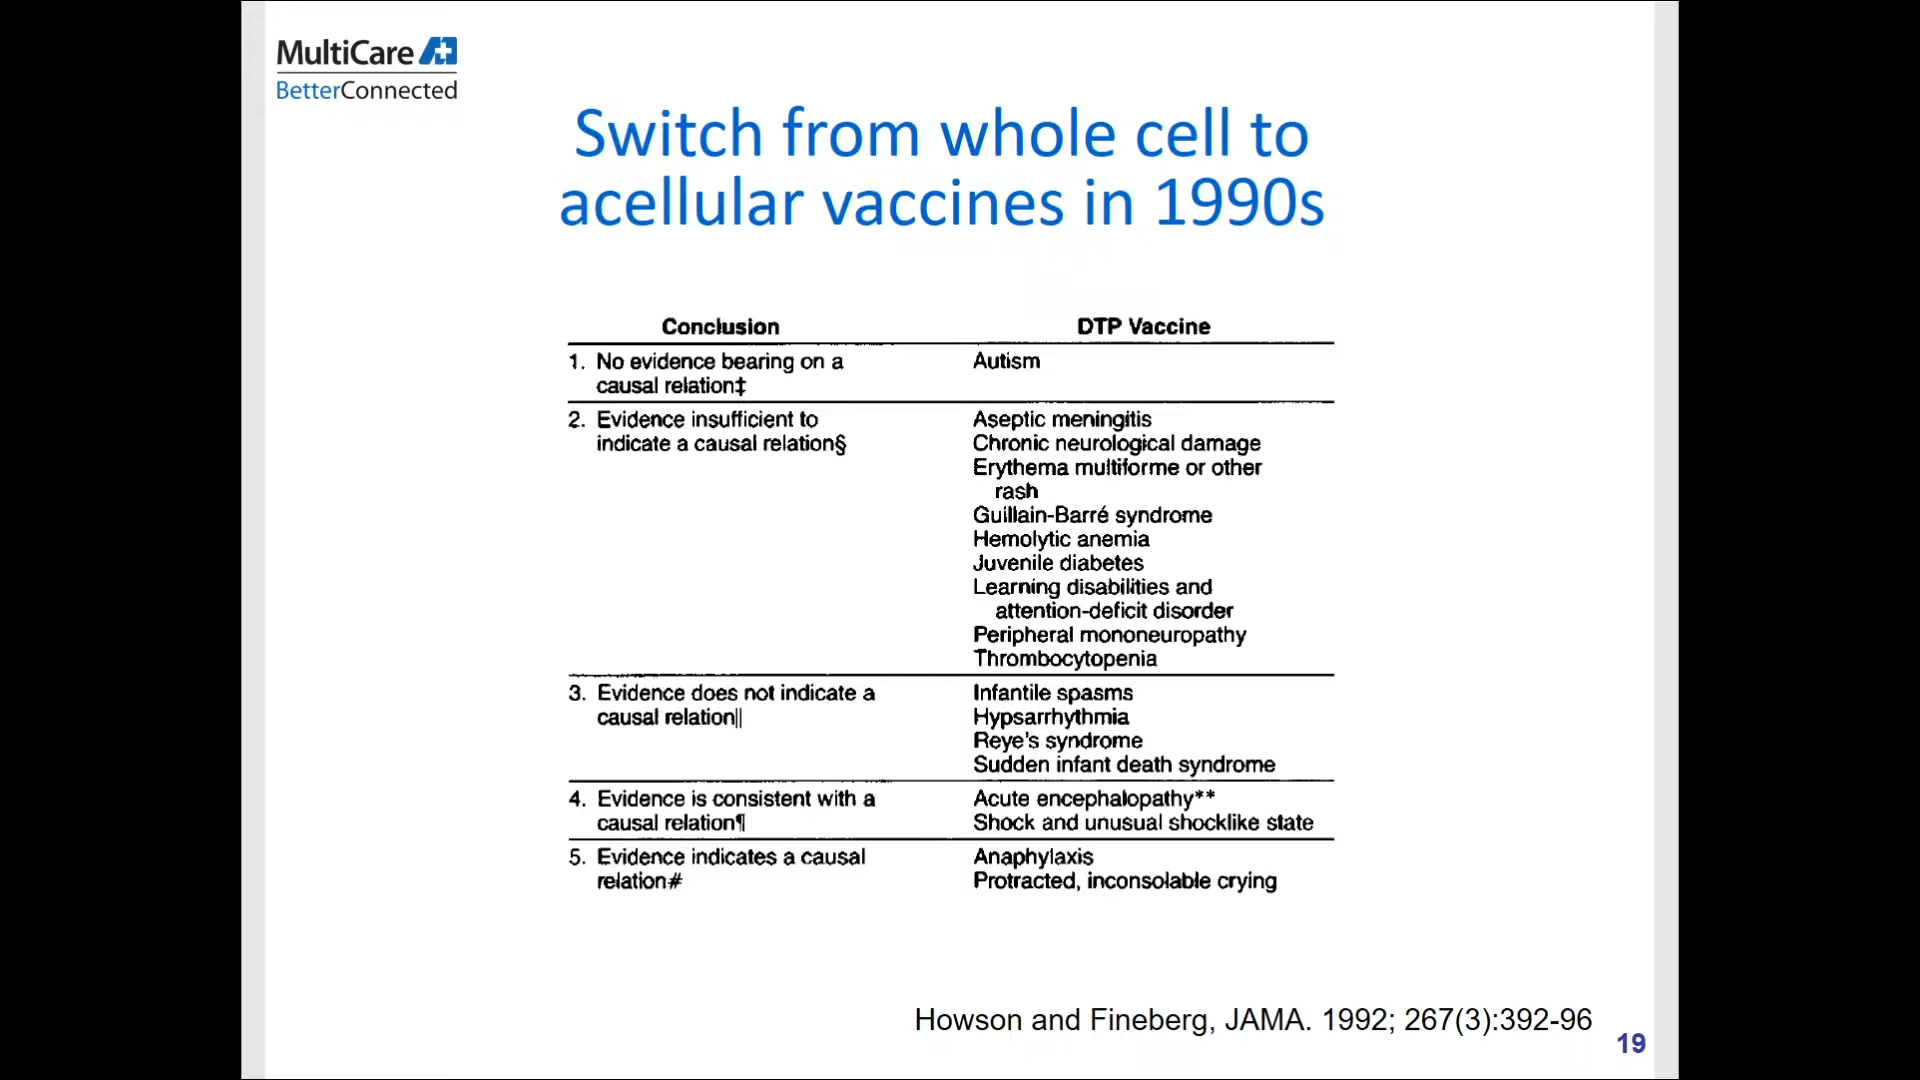 MultiCare
BetterConnected
Switch from whole cell to
acellular vaccines in 1990s
Conclusion DTP Vaccine
1. No evidence bearing on a Autism
causal relation‡
2. Evidence insufficient to Aseptic meningitis
indicate a causal relation§ Chronic neurological damage
Erythema multiforme or other
rash
Guillain-Barré syndrome
Hemolytic anemia
Juvenile diabetes
Learning disabilities and
attention-deficit disorder
Peripheral mononeuropathy
Thrombocytopenia
3. Evidence does not indicate a Infantile spasms
causal relation|| Hypsarrhythmia
Reye's syndrome
Sudden infant death syndrome
4. Evidence is consistent with a Acute encephalopathy**
causal relation¶ Shock and unusual shocklike state
5. Evidence indicates a causal Anaphylaxis
relation# Protracted, inconsolable crying
Howson and Fineberg, JAMA. 1992; 267(3):392-96
19